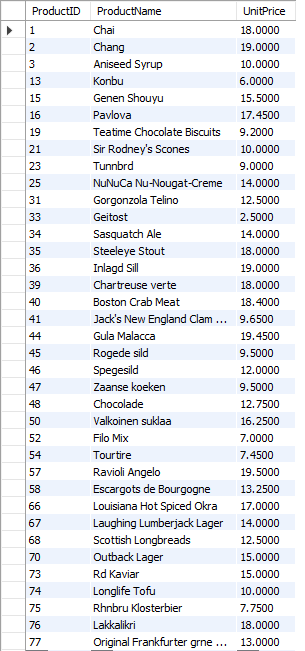 ProductID ProductName UnitPrice
1 Chai 18.0000
2 Chang 19.0000
3 Aniseed Syrup 10.0000
13 Konbu 6.0000
15 Genen Shouyu 15.5000
16 Pavlova 17.4500
19 Teatime Chocolate Biscuits 9.2000
21 Sir Rodney's Scones 10.0000
23 Tunnbrd 9.0000
25 NuNuCa Nu-Nougat-Creme 14.0000
31 Gorgonzola Telino 12.5000
33 Geitost 2.5000
34 Sasquatch Ale 14.0000
35 Steeleye Stout 18.0000
36 Inlagd Sill 19.0000
39 Chartreuse verte 18.0000
40 Boston Crab Meat 18.4000
41 Jack's New England Clam ... 9.6500
44 Gula Malacca 19.4500
45 Rogede sild 9.5000
46 Spegesild 12.0000
47 Zaanse koeken 9.5000
48 Chocolade 12.7500
50 Valkoinen suklaa 16.2500
52 Filo Mix 7.0000
54 Tourtire 7.4500
57 Ravioli Angelo 19.5000
58 Escargots de Bourgogne 13.2500
66 Louisiana Hot Spiced Okra 17.0000
67 Laughing Lumberjack Lager 14.0000
68 Scottish Longbreads 12.5000
70 Outback Lager 15.0000
73 Rd Kaviar 15.0000
74 Longlife Tofu 10.0000
75 Rhnbru Klosterbier 7.7500
76 Lakkalikri 18.0000
77 Original Frankfurter grne ... 13.0000